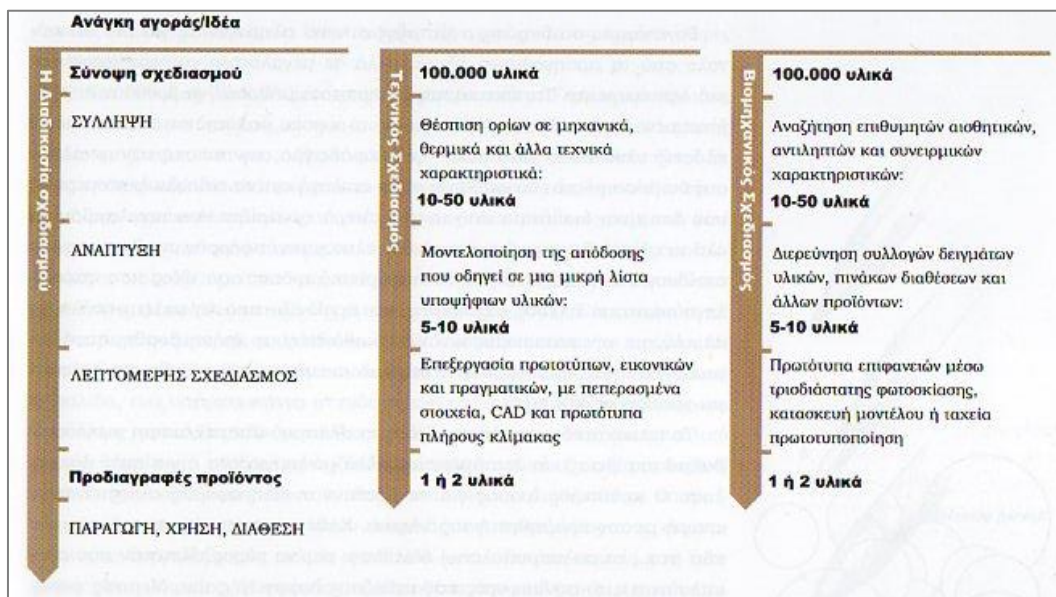 Ανάγκη αγοράς/Ιδέα
Η Διαδικασία σχεδιασμού
Σύνοψη σχεδιασμού
ΣΥΛΛΗΨΗ
ΑΝΑΠΤΥΞΗ
ΛΕΠΤΟΜΕΡΗΣ ΣΧΕΔΙΑΣΜΟΣ
Προδιαγραφές προϊόντος
ΠΑΡΑΓΩΓΗ, ΧΡΗΣΗ, ΔΙΑΘΕΣΗ
Τεχνικός Σχεδιασμός
100.000 υλικά
Θέσπιση ορίων σε μηχανικά,
θερμικά και άλλα τεχνικά
χαρακτηριστικά:
10-50 υλικά
Μοντελοποίηση της απόδοσης
που οδηγεί σε μια μικρή λίστα
υποψήφιων υλικών:
5-10 υλικά
Επεξεργασία πρωτοτύπων, εικονικών
και πραγματικών, με πεπερασμένα
στοιχεία, CAD και πρωτότυπα
πλήρους κλίμακας
1 ή 2 υλικά
Βιομηχανικός Σχεδιασμός
100.000 υλικά
Αναζήτηση επιθυμητών αισθητικών,
αντιληπτών και συνειρμικών
χαρακτηριστικών:
10-50 υλικά
Διερεύνηση συλλογών δειγμάτων
υλικών, πινάκων διαθέσεων και
άλλων προϊόντων:
5-10 υλικά
Πρωτότυπα επιφανειών μέσω
τρισδιάστατης φωτοσκίασης,
κατασκευή μοντέλου ή ταχεία
πρωτοτυποποίηση
1 ή 2 υλικά